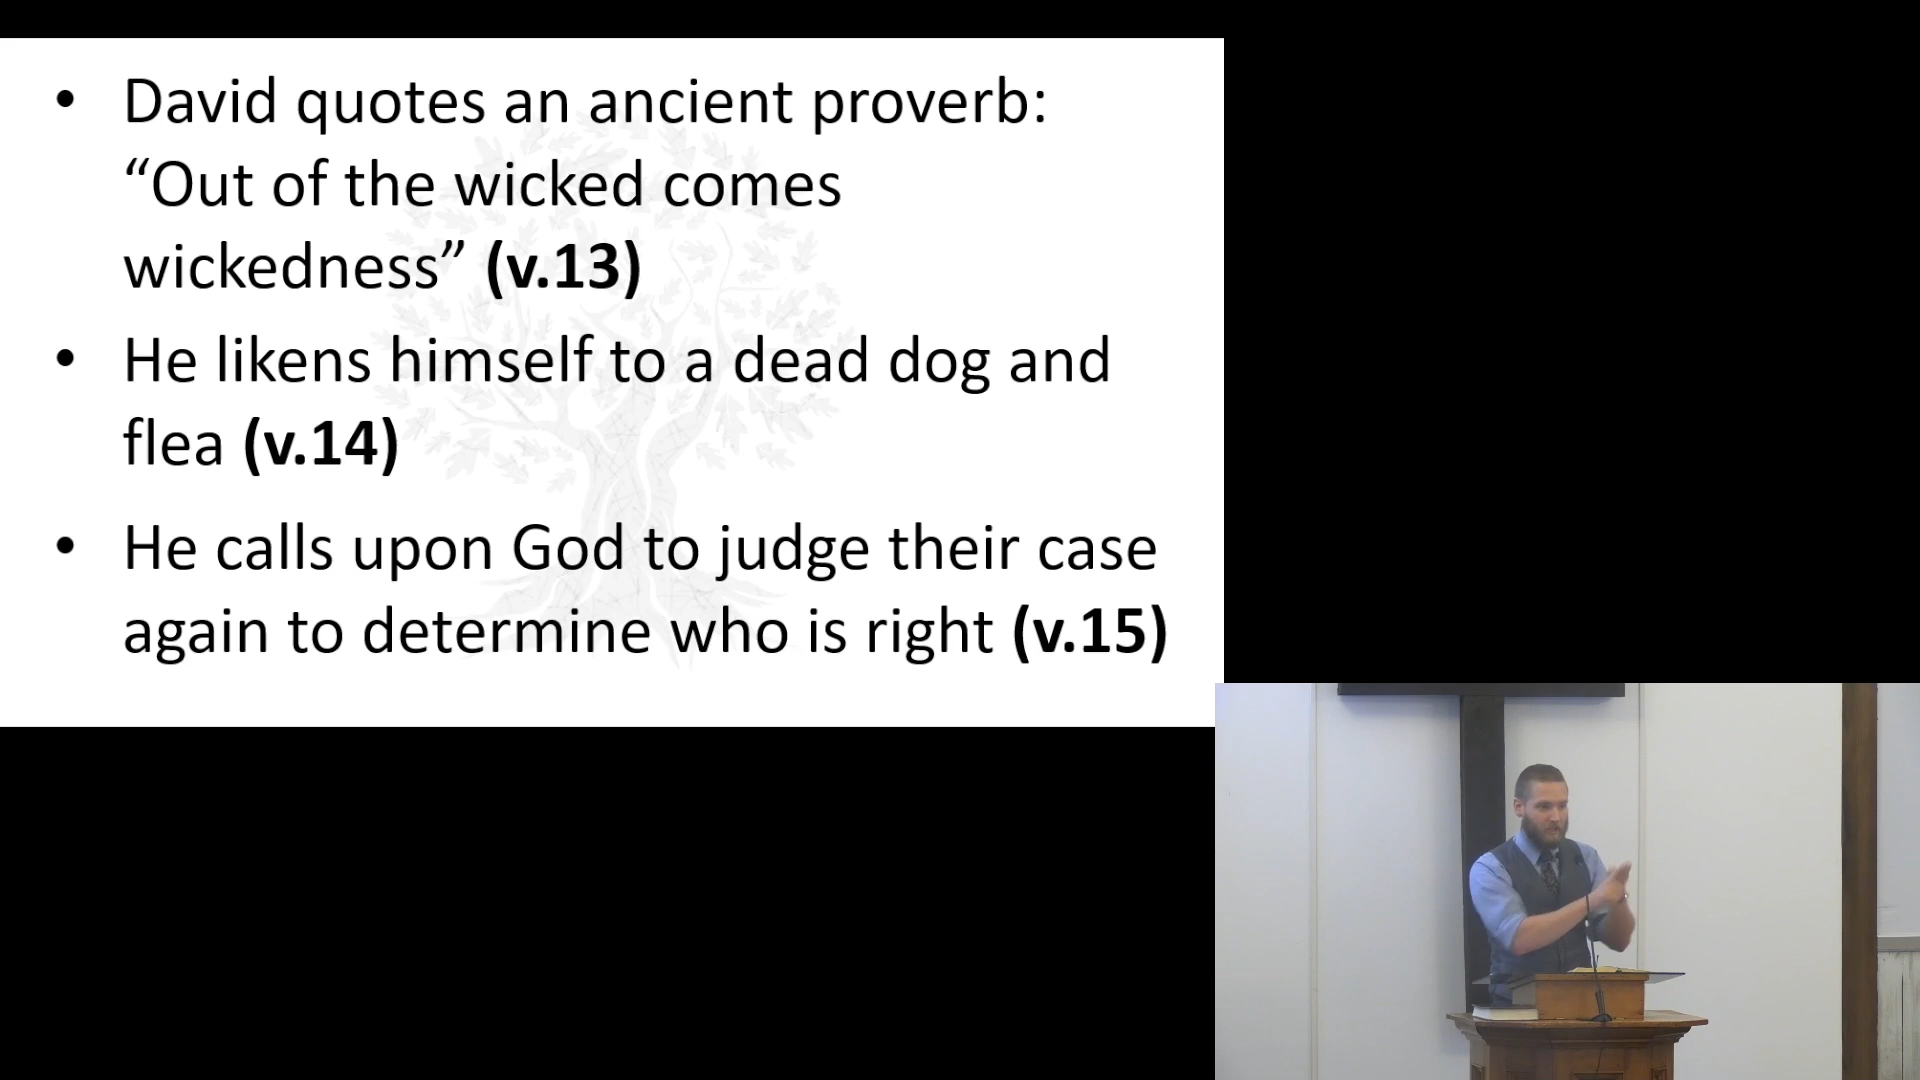 • David quotes an ancient proverb:
“Out of the wicked comes
wickedness” (v.13)
• He likens himself to a dead dog and
flea (v.14)
• He calls upon God to judge their case
again to determine who is right (v.15)